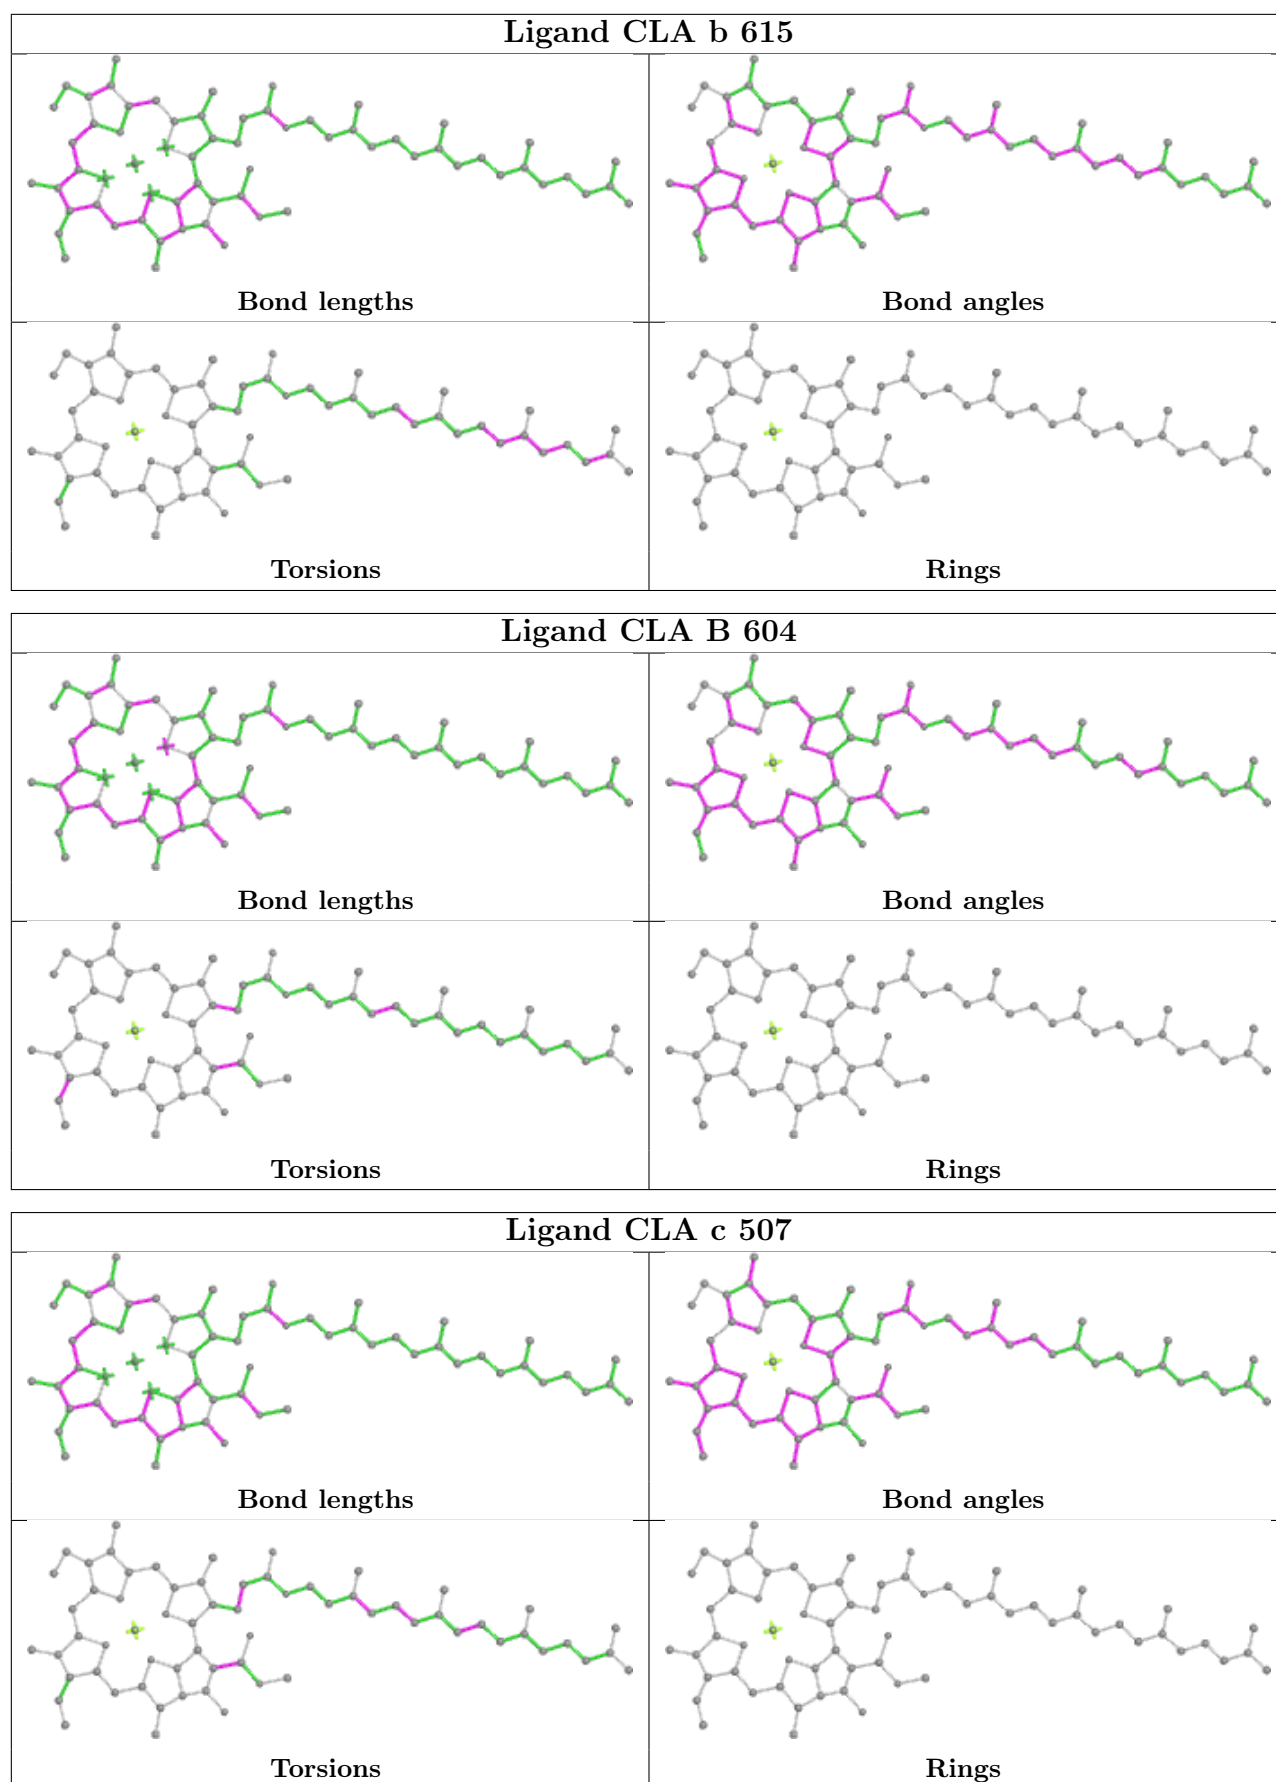 Ligand CLA b 615
Bond lengths
Bond angles
Torsions
Rings
Ligand CLA B 604
Bond lengths
Bond angles
Torsions
Rings
Ligand CLA c 507
Bond lengths
Bond angles
Torsions
Rings